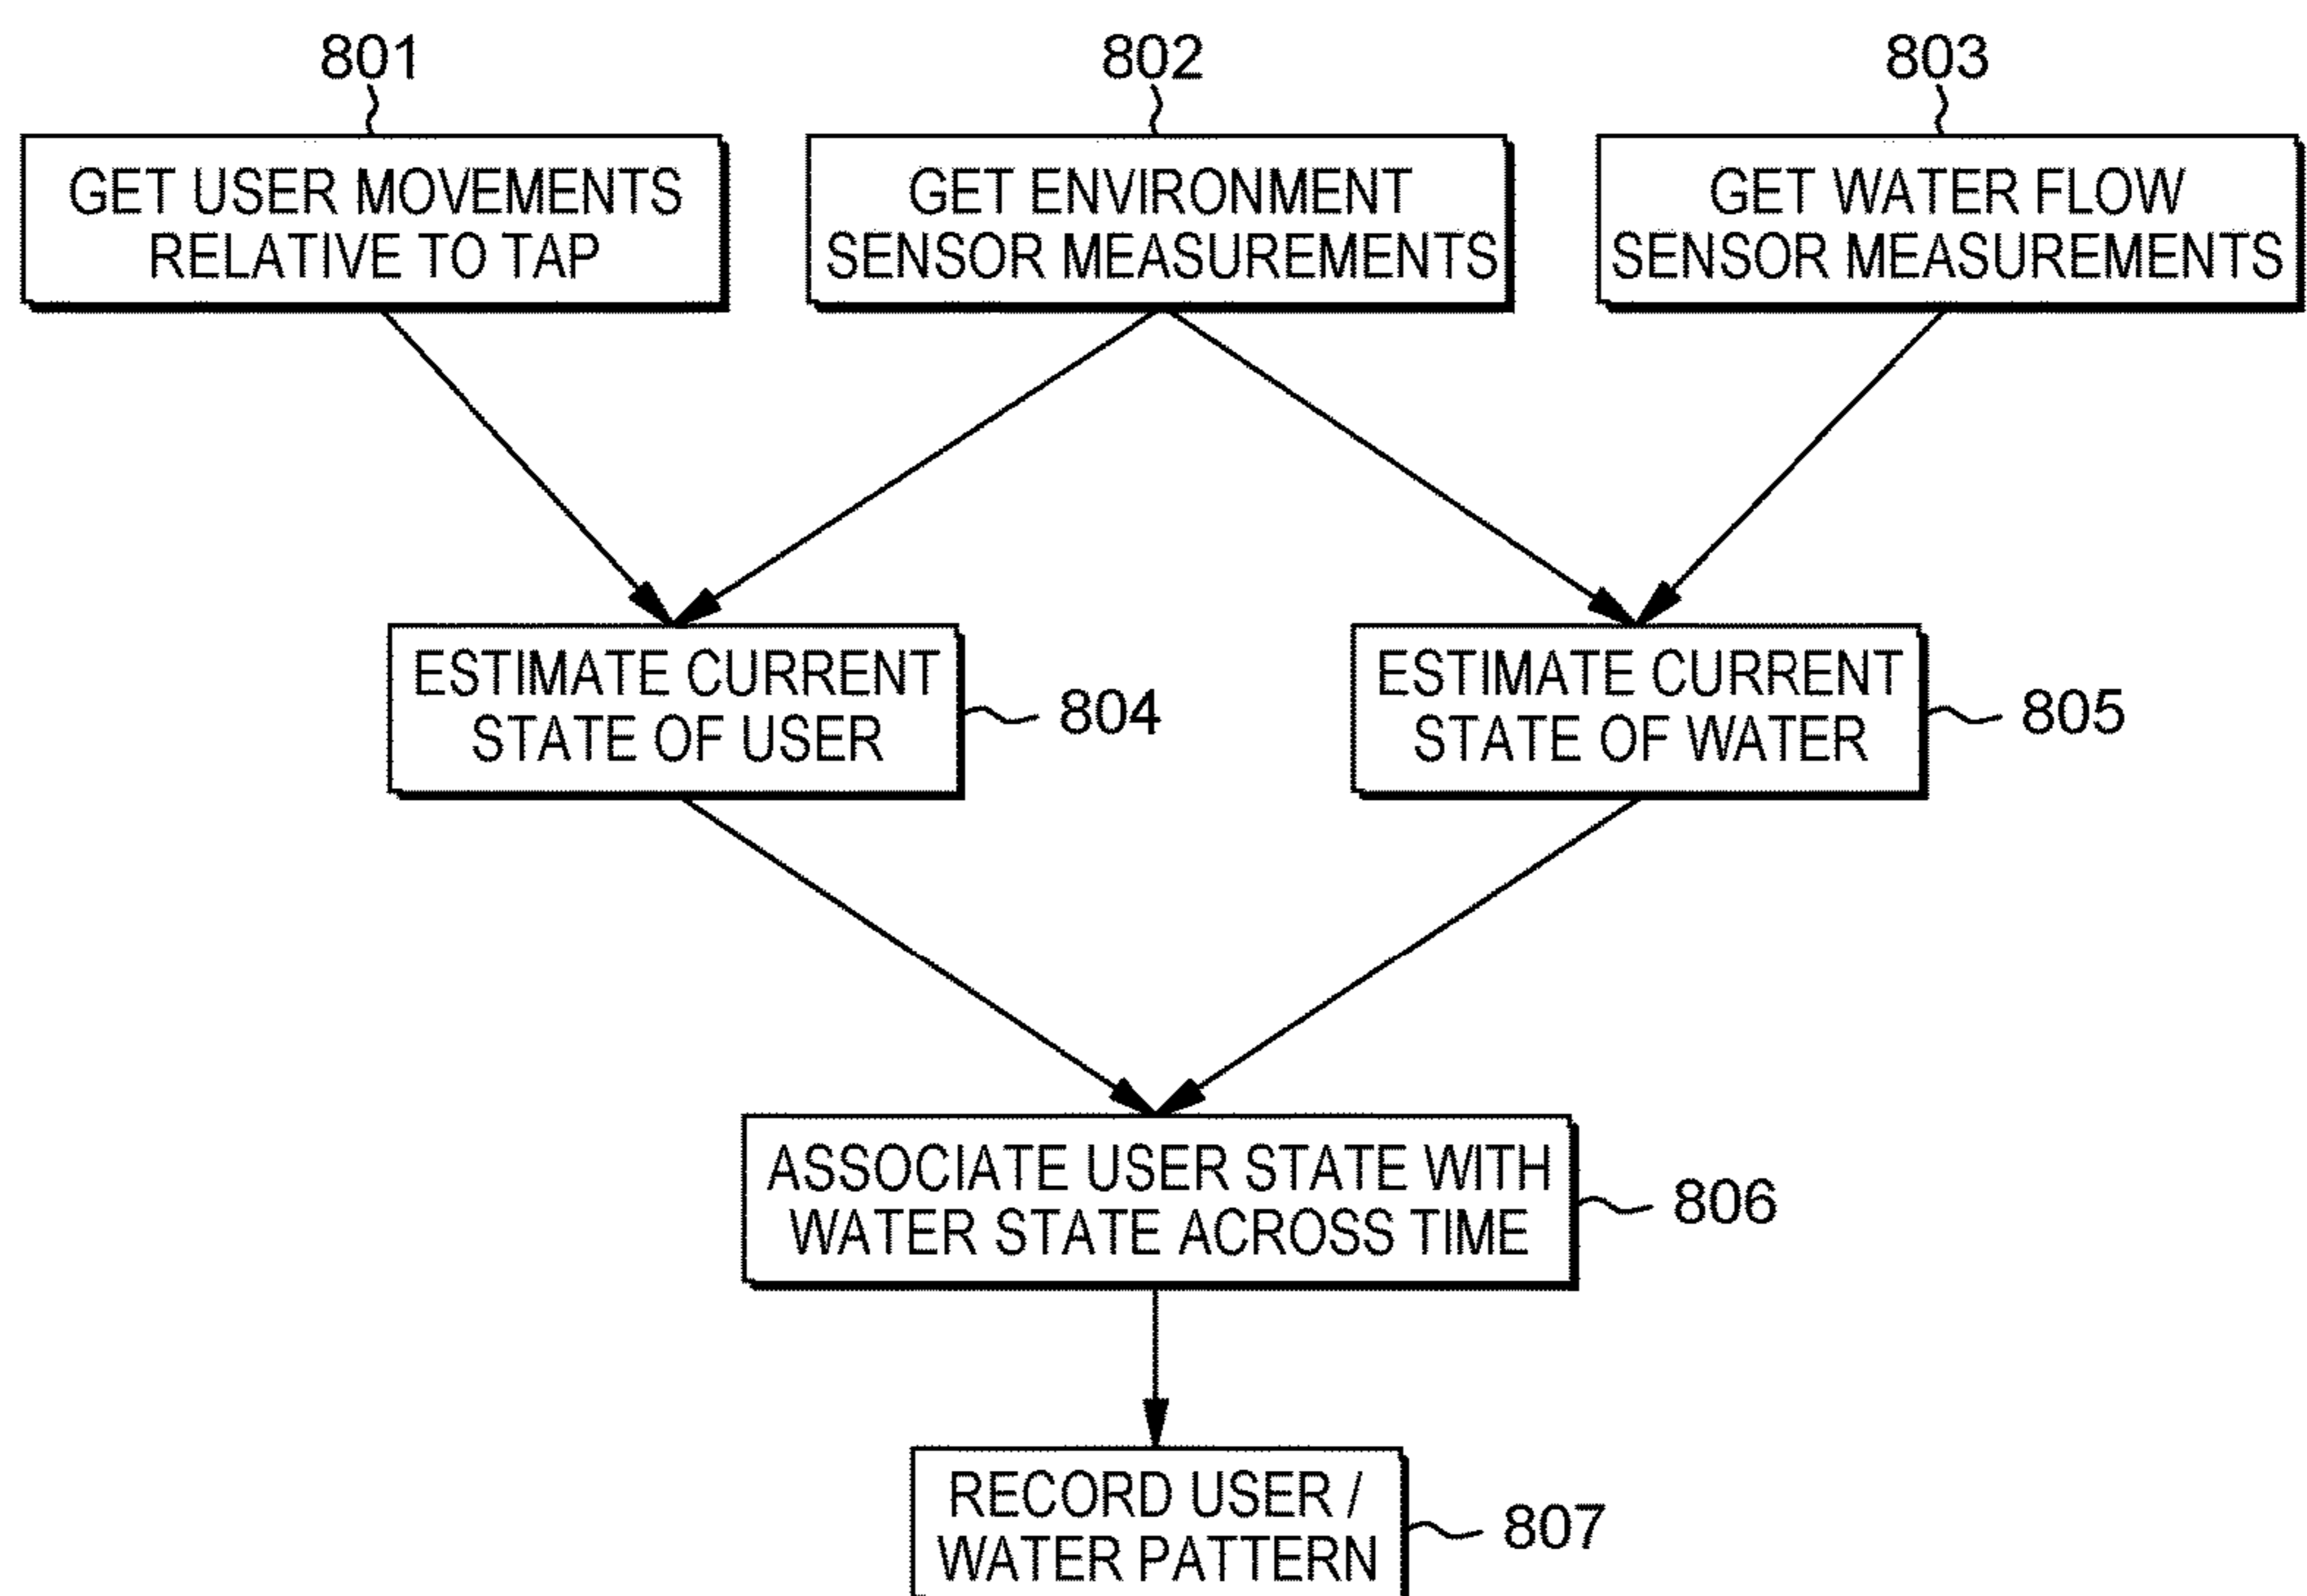 801
802
803
GET USER MOVEMENTS
RELATIVE TO TAP
GET ENVIRONMENT
SENSOR MEASUREMENTS
GET WATER FLOW
SENSOR MEASUREMENTS
ESTIMATE CURRENT
STATE OF USER
804
ESTIMATE CURRENT
STATE OF WATER
805
ASSOCIATE USER STATE WITH
WATER STATE ACROSS TIME
806
RECORD USER /
WATER PATTERN
807